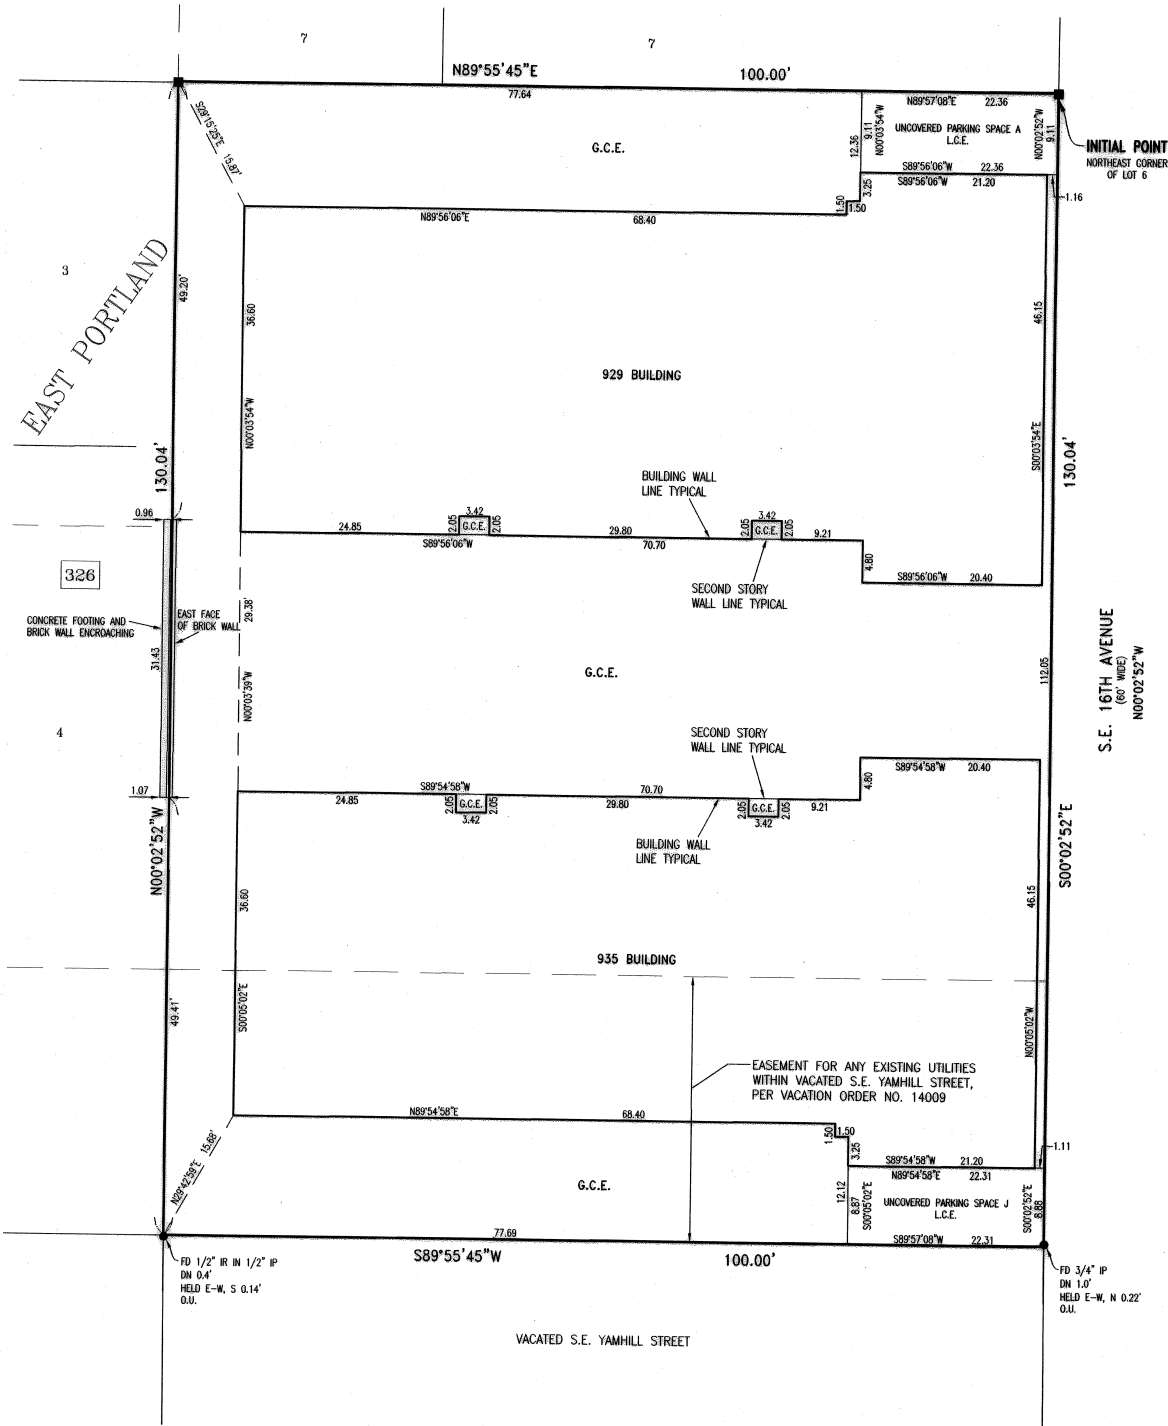 7
7
N89°55'45"E 100.00'
77.64
N89°57'08"E 22.36
S29°15'25"E 15.87'
12.36
9.11
N00°03'54"W
UNCOVERED PARKING SPACE A
L.C.E.
N00°02'52"W
9.11
INITIAL POINT
NORTHEAST CORNER
OF LOT 6
G.C.E.
S89°56'06"W 22.36
S89°56'06"W 21.20
3.25
1.50
1.50
1.16
N89°56'06"E 68.40
3
EAST PORTLAND
49.20'
36.60
46.15
929 BUILDING
N00°03'54"W
S00°03'54"E
130.04'
130.04'
BUILDING WALL
LINE TYPICAL
0.96
24.85
2.05
3.42
G.C.E.
2.05
29.80
2.05
3.42
G.C.E.
2.05
9.21
S89°56'06"W 70.70
4.80
S89°56'06"W 20.40
326
SECOND STORY
WALL LINE TYPICAL
CONCRETE FOOTING AND
BRICK WALL ENCROACHING
EAST FACE
OF BRICK WALL
29.38'
31.43
N00°03'39"W
G.C.E.
112.05
S.E. 16TH AVENUE
(60' WIDE)
N00°02'52"W
4
SECOND STORY
WALL LINE TYPICAL
4.80
S89°54'58"W 20.40
1.07
S89°54'58"W 70.70
24.85
2.05
G.C.E.
2.05
3.42
29.80
2.05
G.C.E.
2.05
3.42
9.21
BUILDING WALL
LINE TYPICAL
N00°02'52"W
S00°02'52"E
36.60
46.15
935 BUILDING
49.41'
S00°05'02"E
N00°05'02"W
EASEMENT FOR ANY EXISTING UTILITIES
WITHIN VACATED S.E. YAMHILL STREET,
PER VACATION ORDER NO. 14009
N89°54'58"E 68.40
1.50
1.50
3.25
1.11
S89°54'58"W 21.20
N89°54'58"E 22.31
N29°42'59"E 15.68'
G.C.E.
12.12
8.87
S00°05'02"E
UNCOVERED PARKING SPACE J
L.C.E.
S00°02'52"E
8.88
77.69
S89°57'08"W 22.31
S89°55'45"W 100.00'
FD 1/2" IR IN 1/2" IP
DN 0.4'
HELD E-W, S 0.14'
O.U.
FD 3/4" IP
DN 1.0'
HELD E-W, N 0.22'
O.U.
VACATED S.E. YAMHILL STREET